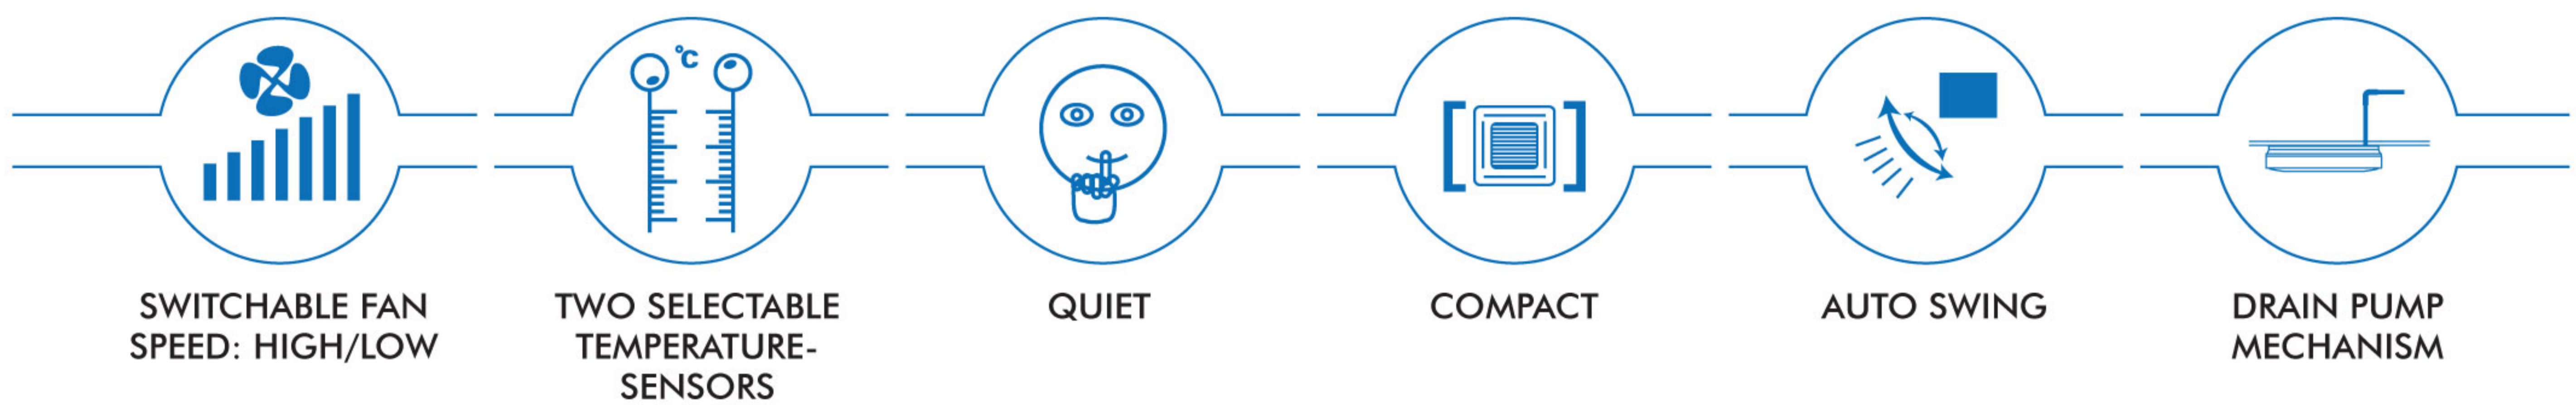 °C
SWITCHABLE FAN
SPEED: HIGH/LOW
TWO SELECTABLE
TEMPERATURE-
SENSORS
QUIET
COMPACT
AUTO SWING
DRAIN PUMP
MECHANISM